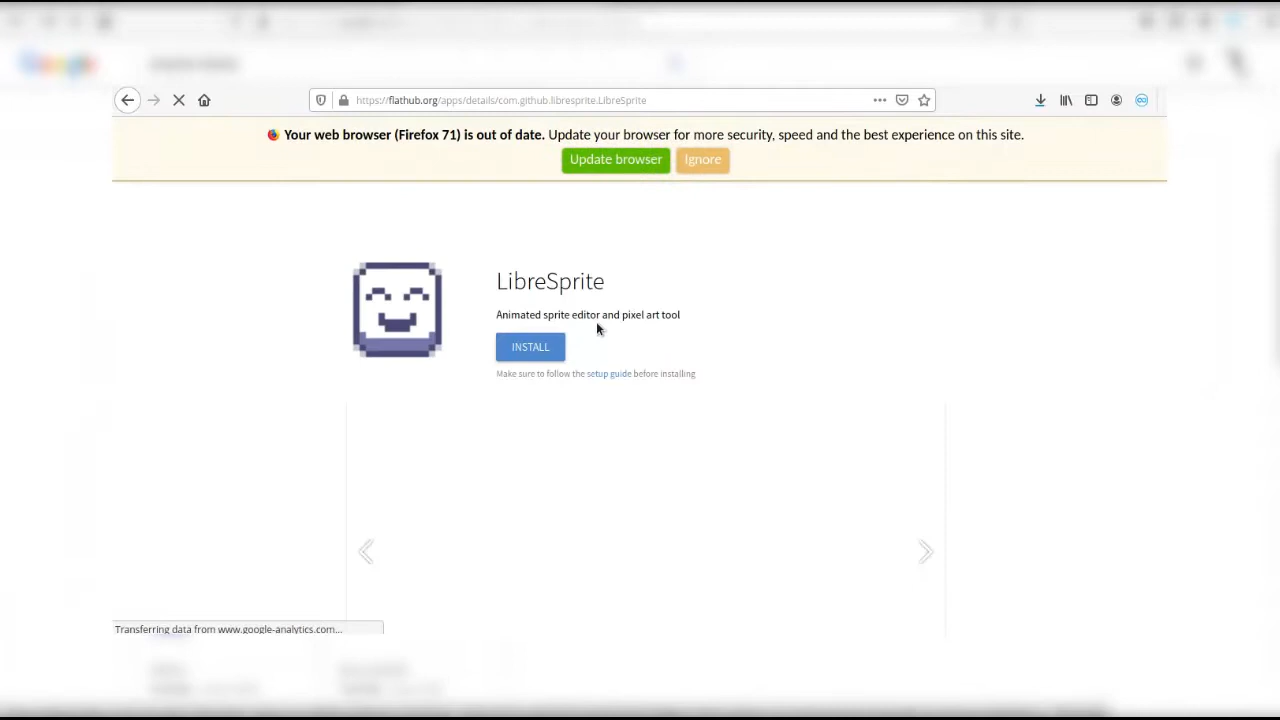 https://flathub.org/apps/details/com.github.libresprite.LibreSprite
Your web browser (Firefox 71) is out of date. Update your browser for more security, speed and the best experience on this site.
Update browser
Ignore
LibreSprite
Animated sprite editor and pixel art tool
INSTALL
Make sure to follow the setup guide before installing
Transferring data from www.google-analytics.com...
Google